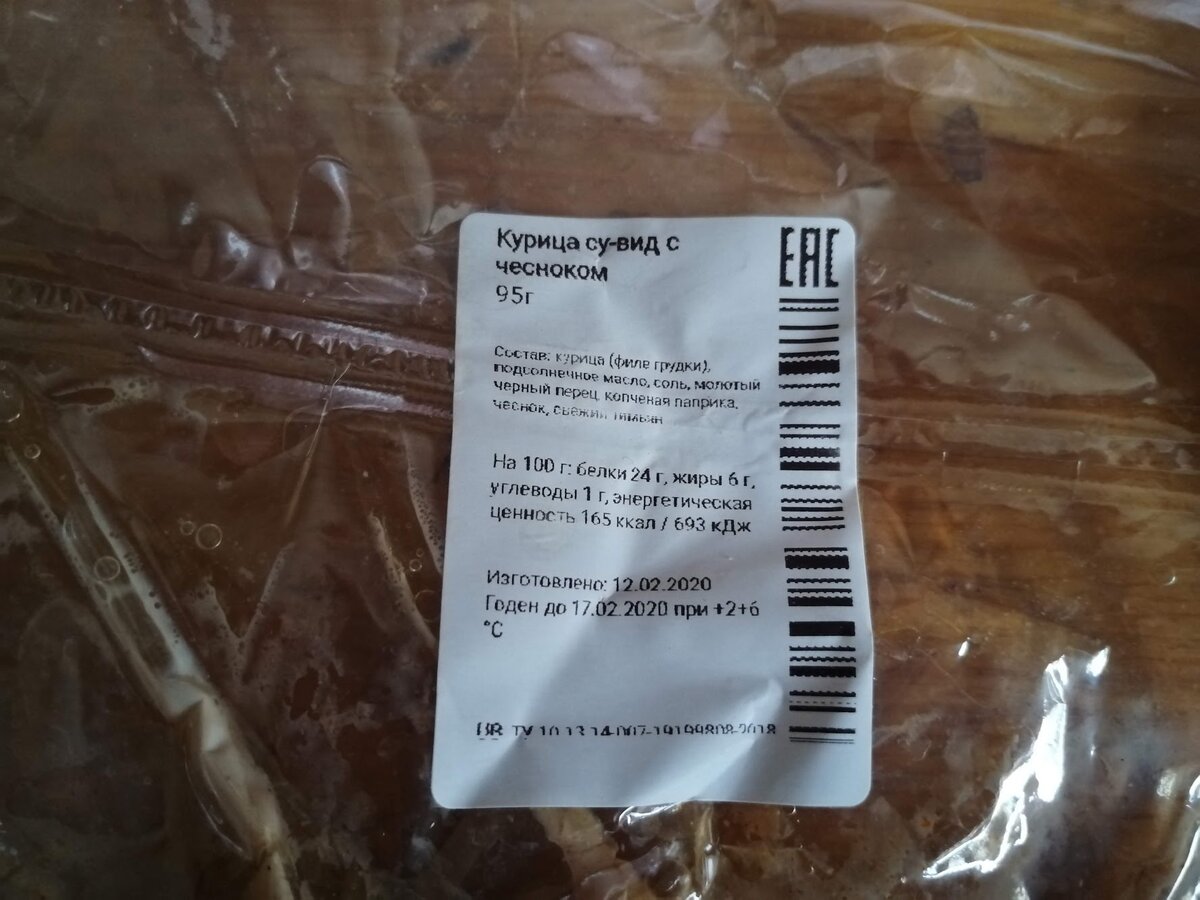 Курица су-вид с
чесноком
95г
EAC
Состав: курица (филе грудки),
подсолнечное масло, соль, молотый
черный перец, копченая паприка,
чеснок, свежий тимьян
На 100 г: белки 24 г, жиры 6 г,
углеводы 1 г, энергетическая
ценность 165 ккал / 693 кДж
Изготовлено: 12.02.2020
Годен до 17.02.2020 при +2+6
°C
ТУ 10.13.14-007-19199808-2018